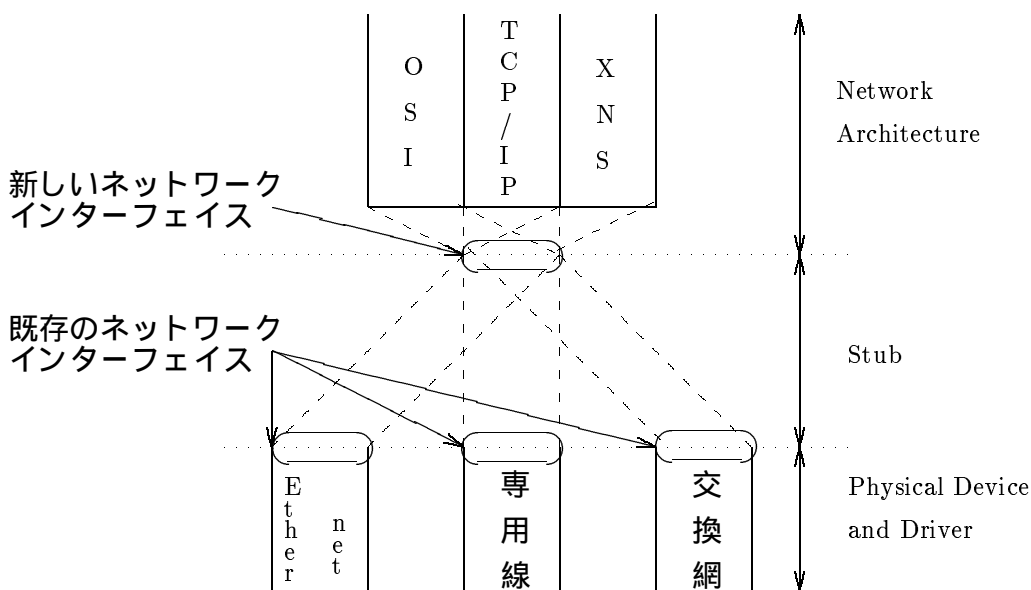 OSI
TCP/IP
XNS
Network
Architecture
新しいネットワーク
インターフェイス
既存のネットワーク
インターフェイス
Stub
Ether
net
専用線
交換網
Physical Device
and Driver